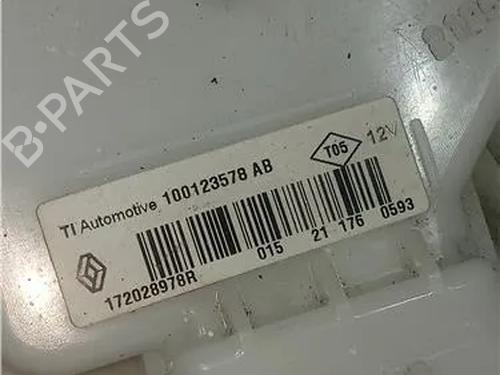 B-PARTS
TI Automotive 100123578 AB
T05
12V
015 21 176 0593
172028978R